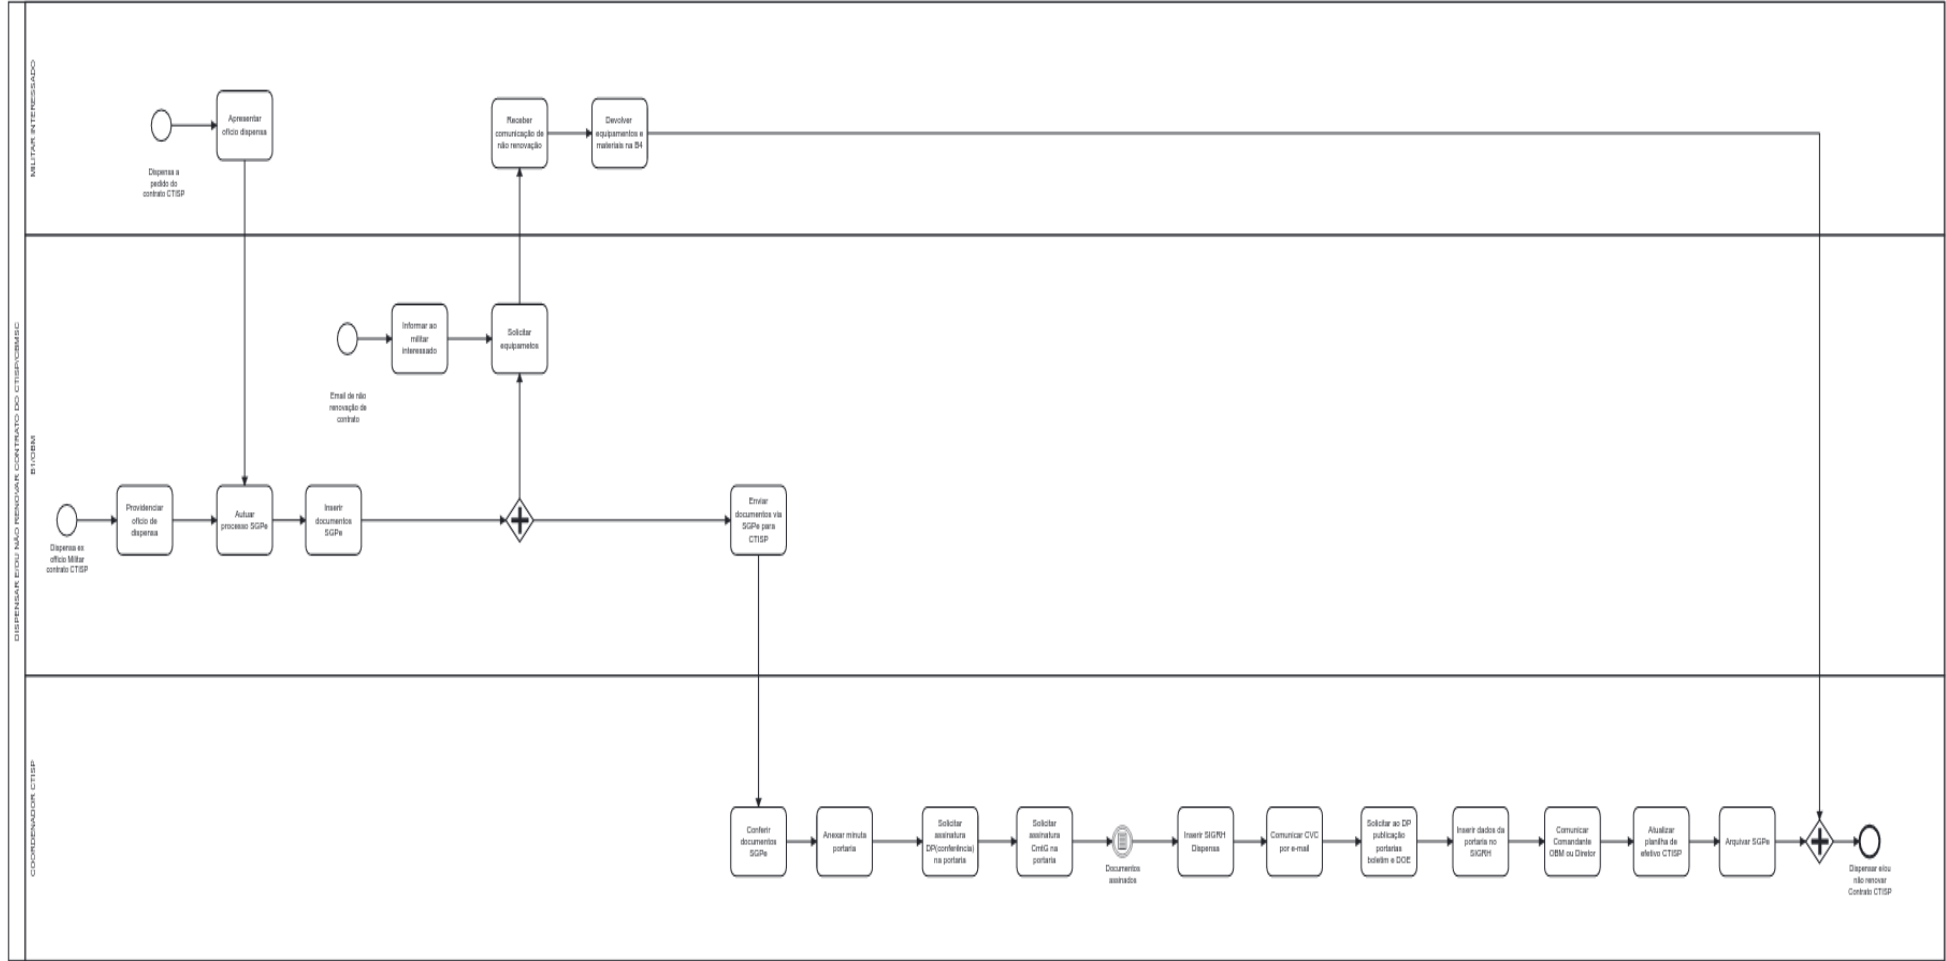 DISPENSAR E/OU NÃO RENOVAR CONTRATO DO CTISP/CBMSC
MILITAR INTERESSADO
Dispensa a
pedido do
contrato CTISP
Apresentar
ofício dispensa
Receber
comunicação de
não renovação
Devolver
equipamentos e
materiais na B4
B1/OBM
Email de não
renovação de
contrato
Informar ao
militar
interessado
Solicitar
equipametos
Dispensa es
offício Militar
contrato CTISP
Providenciar
ofício de
dispensa
Autuar
processo SGPe
Inserir
documentos
SGPe
Enviar
documentos via
SGPe para
CTISP
COORDENADOR CTISP
Conferir
documentos
SGPe
Anexar minuta
portaria
Solicitar
assinatura
DP(conferência)
na portaria
Solicitar
assinatura
CmtG na
portaria
Documentos
assinados
Inserir SIGRH
Dispensa
Comunicar CVC
por e-mail
Solicitar ao DP
publicação
portarias
boletim e DOE
Inserir dados da
portaria no
SIGRH
Comunicar
Comandante
OBM ou Diretor
Atualizar
planilha de
efetivo CTISP
Arquivar SGPe
Dispensar e/ou
não renovar
Contrato CTISP